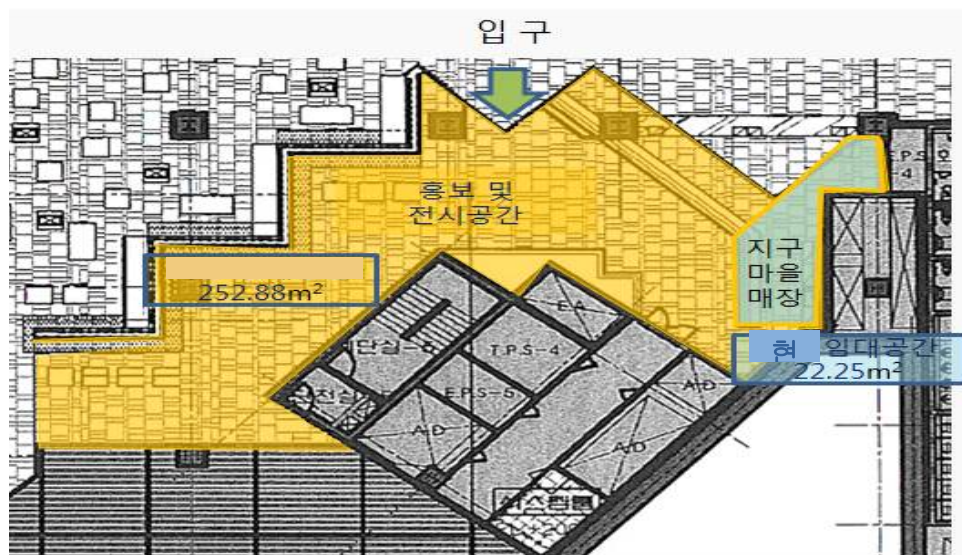 입 구
홍보 및
전시공간
252.88m²
지구
마을
매장
현 임대공간
22.25m²
P.S
4
E.A
T.P.S-4
E.P.S-5
A.D
A.D
A.D